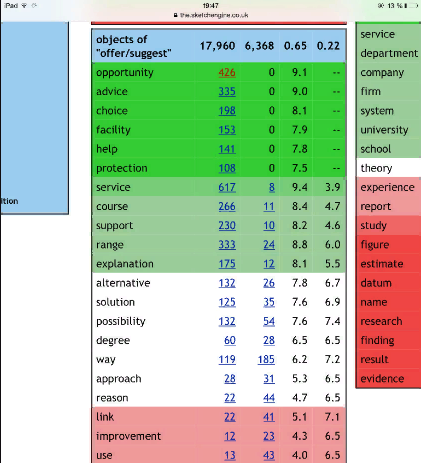 iPad 19:47 13 %
the.sketchengine.co.uk
objects of "offer/suggest" 17,960 6,368 0.65 0.22
opportunity 426 0 9.1 --
advice 335 0 9.0 --
choice 198 0 8.1 --
facility 153 0 7.9 --
help 141 0 7.8 --
protection 108 0 7.5 --
service 617 8 9.4 3.9
course 266 11 8.4 4.7
support 230 10 8.2 4.6
range 333 24 8.8 6.0
explanation 175 12 8.1 5.5
alternative 132 26 7.8 6.7
solution 125 35 7.6 6.9
possibility 132 54 7.6 7.4
degree 60 28 6.5 6.5
way 119 185 6.2 7.2
approach 28 31 5.3 6.5
reason 22 44 4.7 6.5
link 22 41 5.1 7.1
improvement 12 23 4.3 6.5
use 13 43 4.0 6.5
ition
service
department
company
firm
system
university
school
theory
experience
report
study
figure
estimate
datum
name
research
finding
result
evidence